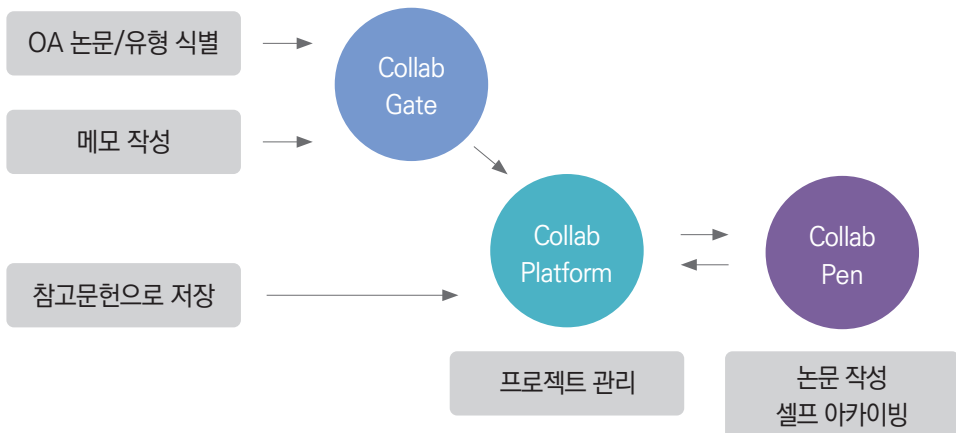 OA 논문/유형 식별
Collab
Gate
메모 작성
Collab
Platform
Collab
Pen
참고문헌으로 저장
프로젝트 관리
논문 작성
셀프 아카이빙